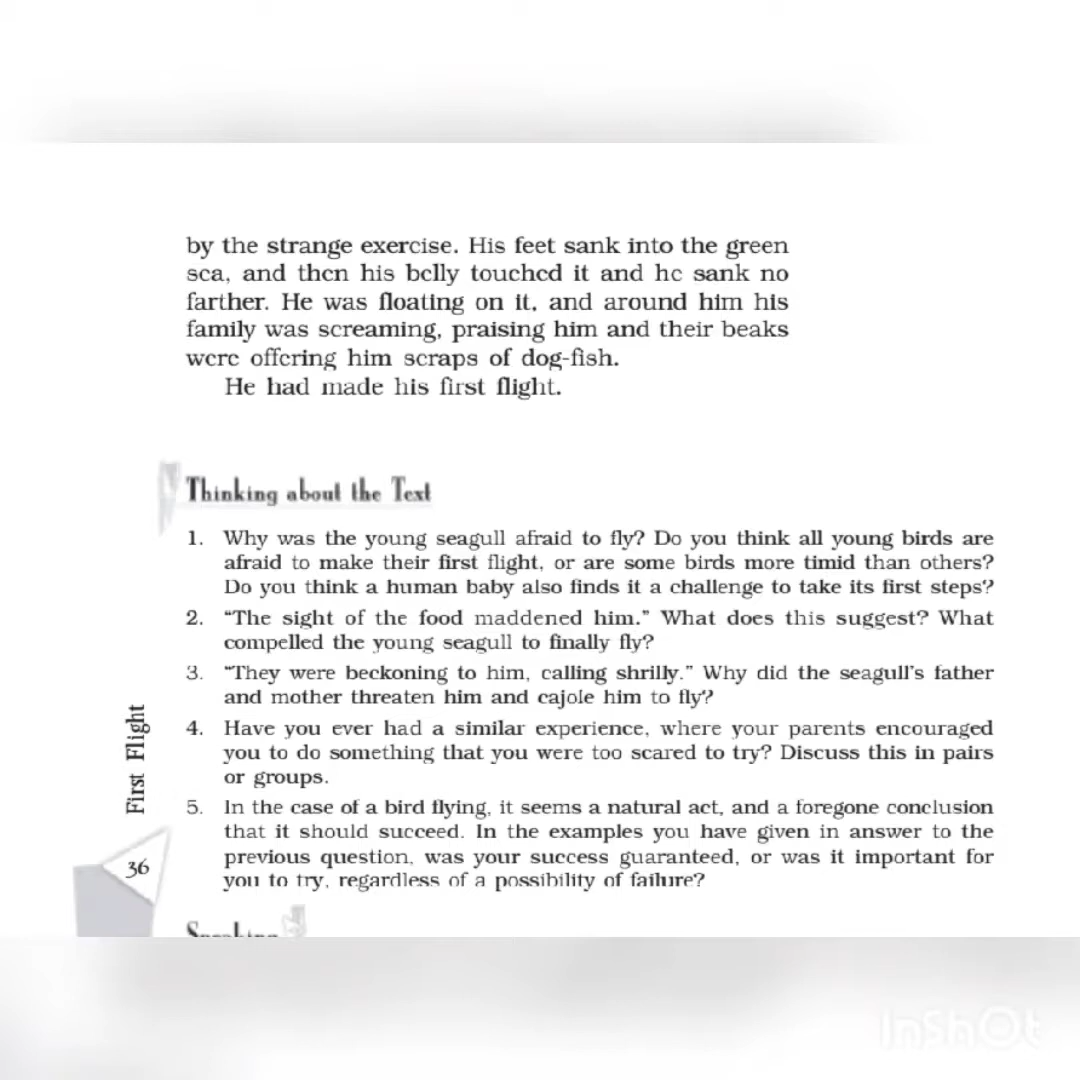 by the strange exercise. His feet sank into the green
sea, and then his belly touched it and he sank no
farther. He was floating on it, and around him his
family was screaming, praising him and their beaks
were offering him scraps of dog-fish.
He had made his first flight.
Thinking about the Text
1. Why was the young seagull afraid to fly? Do you think all young birds are
afraid to make their first flight, or are some birds more timid than others?
Do you think a human baby also finds it a challenge to take its first steps?
2. “The sight of the food maddened him.” What does this suggest? What
compelled the young seagull to finally fly?
3. “They were beckoning to him, calling shrilly.” Why did the seagull’s father
and mother threaten him and cajole him to fly?
4. Have you ever had a similar experience, where your parents encouraged
you to do something that you were too scared to try? Discuss this in pairs
or groups.
5. In the case of a bird flying, it seems a natural act, and a foregone conclusion
that it should succeed. In the examples you have given in answer to the
previous question, was your success guaranteed, or was it important for
you to try, regardless of a possibility of failure?
Speaking
First Flight
36
InShOt